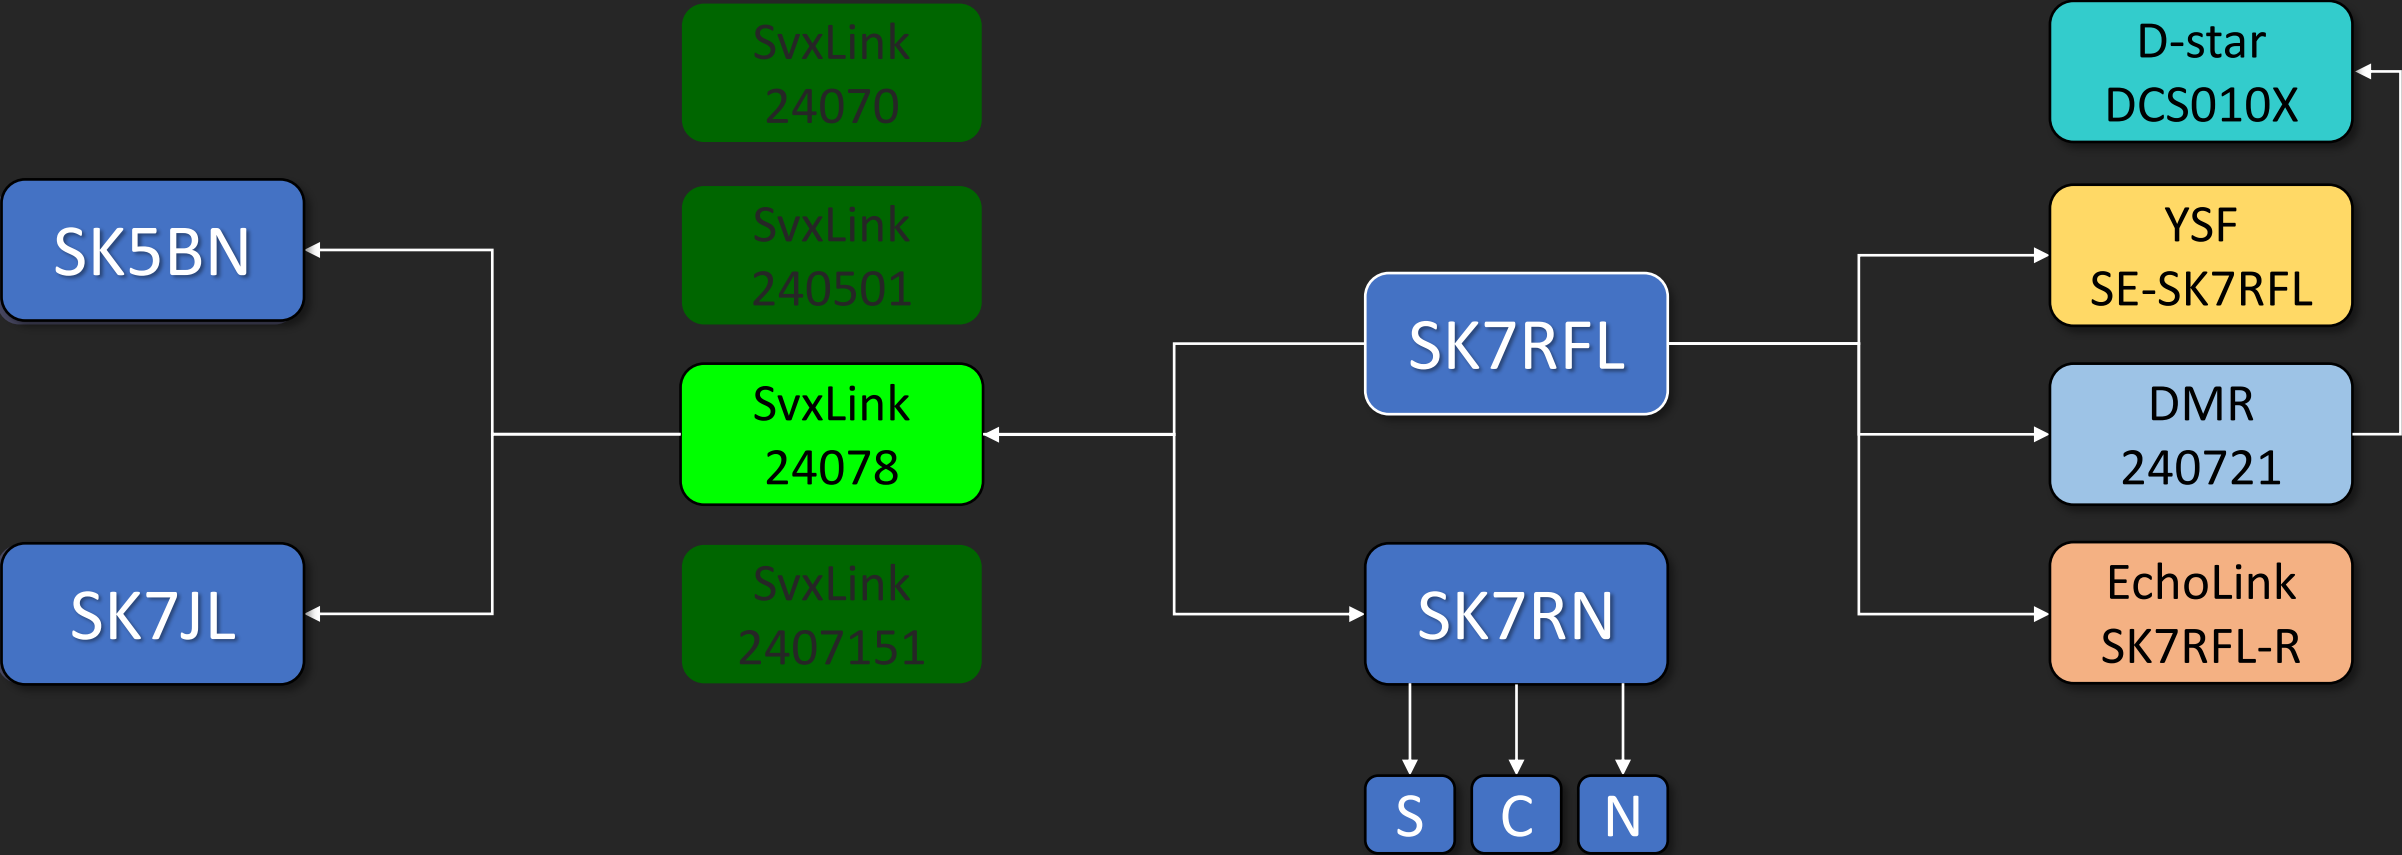 SK5BN
SK7JL
SvxLink
24070
SvxLink
240501
SvxLink
24078
SvxLink
2407151
SK7RFL
SK7RN
S
C
N
D-star
DCS010X
YSF
SE-SK7RFL
DMR
240721
EchoLink
SK7RFL-R